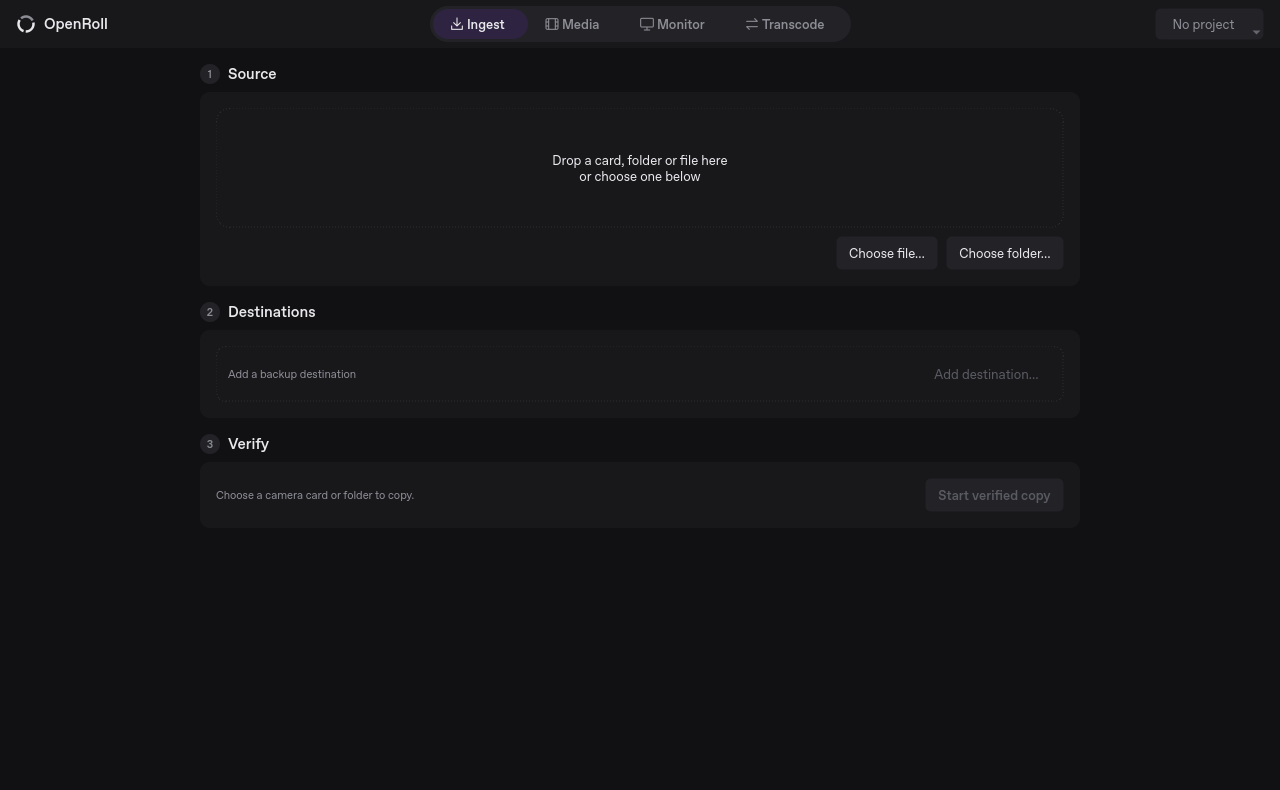 OpenRoll
Ingest
Media
Monitor
Transcode
No project
1 Source
Drop a card, folder or file here
or choose one below
Choose file...
Choose folder...
2 Destinations
Add a backup destination
Add destination...
3 Verify
Choose a camera card or folder to copy.
Start verified copy